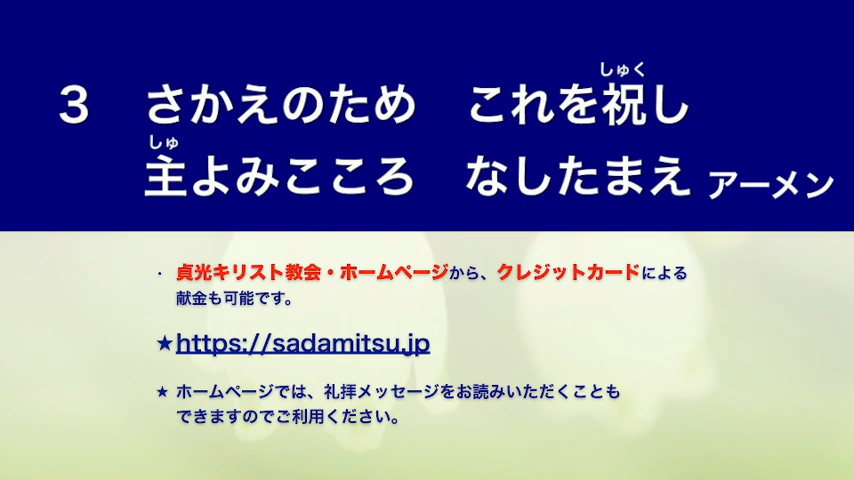 しゅく
3 さかえのため これを祝し
しゅ
主よみこころ なしたまえ アーメン
・ 貞光キリスト教会・ホームページから、クレジットカードによる
献金も可能です。
★https://sadamitsu.jp
★ ホームページでは、礼拝メッセージをお読みいただくことも
できますのでご利用ください。